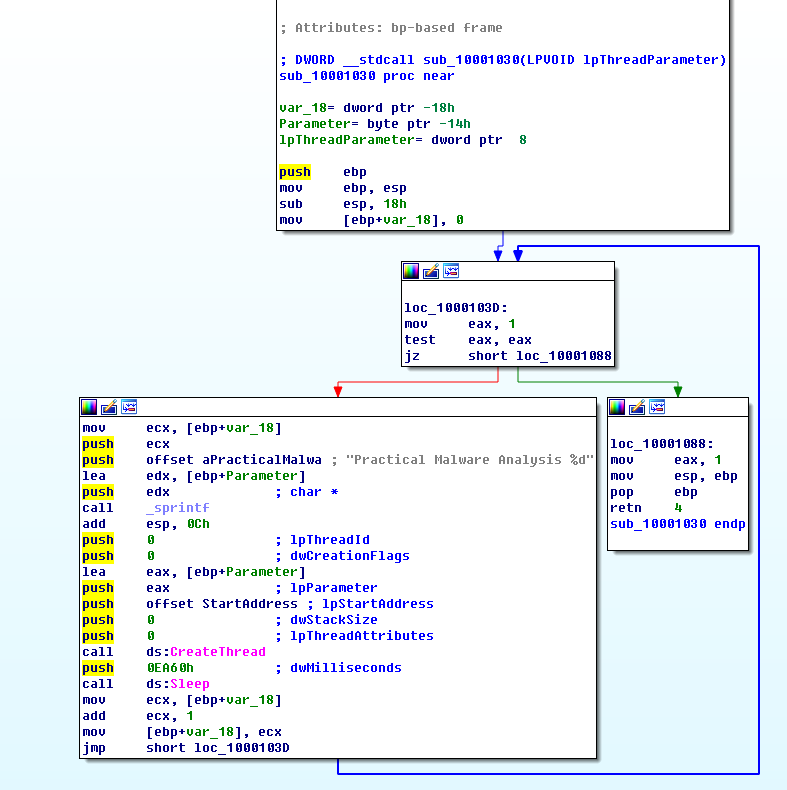 ; Attributes: bp-based frame
; DWORD __stdcall sub_10001030(LPVOID lpThreadParameter)
sub_10001030 proc near
var_18= dword ptr -18h
Parameter= byte ptr -14h
lpThreadParameter= dword ptr  8
push    ebp
mov     ebp, esp
sub     esp, 18h
mov     [ebp+var_18], 0
loc_1000103D:
mov     eax, 1
test    eax, eax
jz      short loc_10001088
mov     ecx, [ebp+var_18]
push    ecx
push    offset aPracticalMalwa ; "Practical Malware Analysis %d"
lea     edx, [ebp+Parameter]
push    edx             ; char *
call    _sprintf
add     esp, 0Ch
push    0               ; lpThreadId
push    0               ; dwCreationFlags
lea     eax, [ebp+Parameter]
push    eax             ; lpParameter
push    offset StartAddress ; lpStartAddress
push    0               ; dwStackSize
push    0               ; lpThreadAttributes
call    ds:CreateThread
push    0EA60h          ; dwMilliseconds
call    ds:Sleep
mov     ecx, [ebp+var_18]
add     ecx, 1
mov     [ebp+var_18], ecx
jmp     short loc_1000103D
loc_10001088:
mov     eax, 1
mov     esp, ebp
pop     ebp
retn    4
sub_10001030 endp